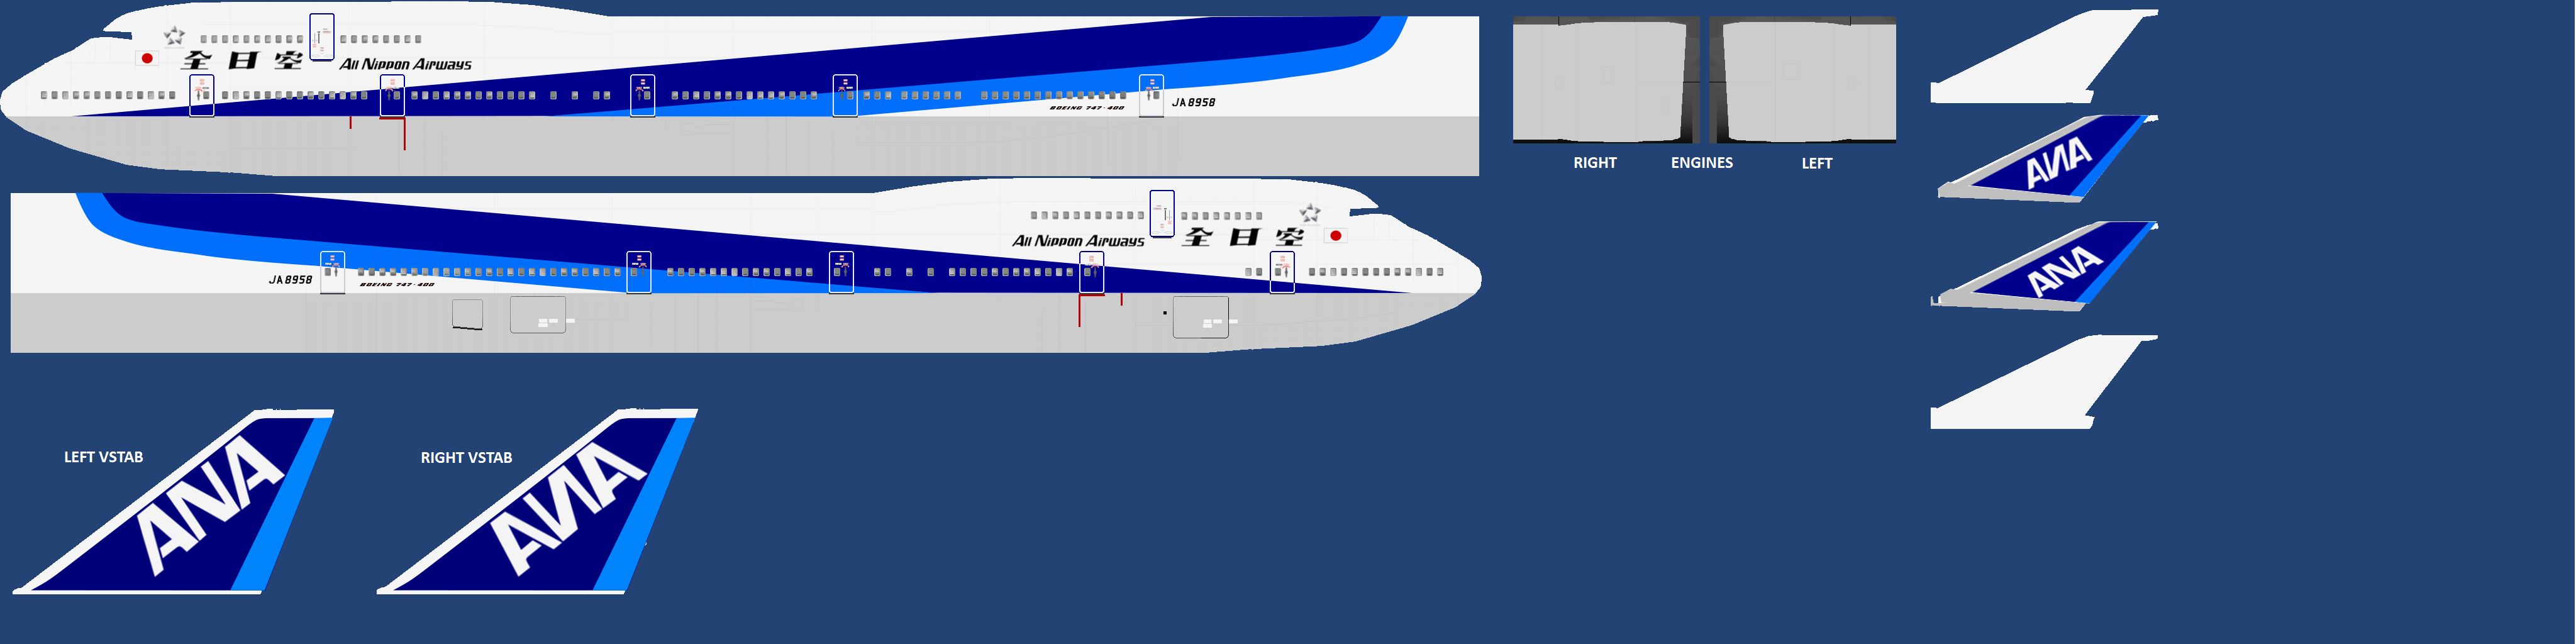 全日空
All Nippon Airways
BOEING 747-400
JA8958
RIGHT
ENGINES
LEFT
ANA
All Nippon Airways
全日空
JA8958
BOEING 747-400
ANA
LEFT VSTAB
ANA
RIGHT VSTAB
ANA